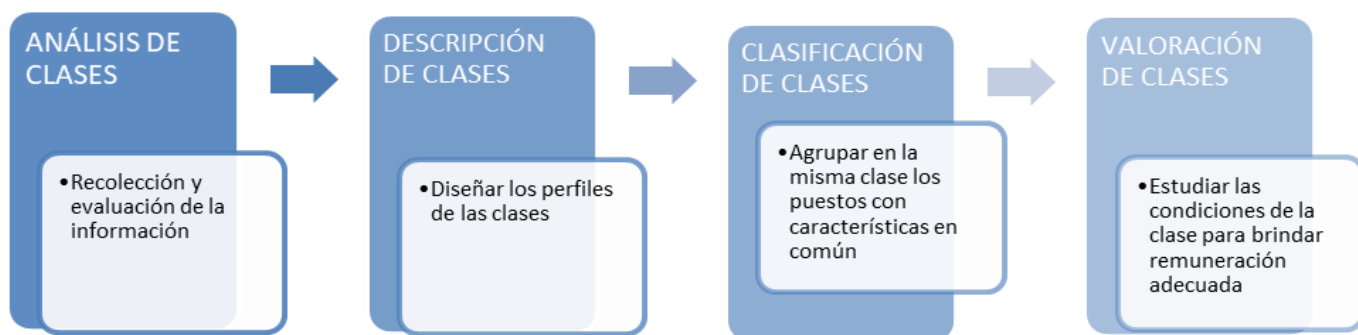 ANÁLISIS DE
CLASES
•Recolección y
evaluación de la
información
DESCRIPCIÓN
DE CLASES
•Diseñar los perfiles
de las clases
CLASIFICACIÓN
DE CLASES
•Agrupar en la
misma clase los
puestos con
características en
común
VALORACIÓN
DE CLASES
•Estudiar las
condiciones de la
clase para brindar
remuneración
adecuada